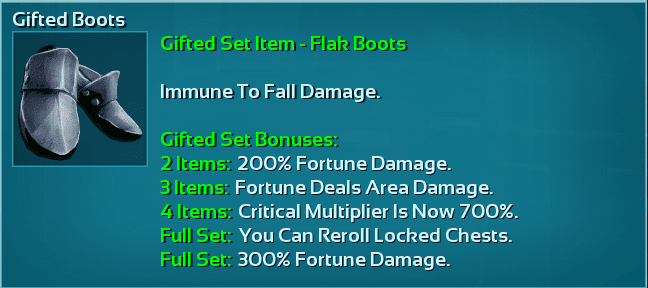 Gifted Boots
Gifted Set Item - Flak Boots
Immune To Fall Damage.
Gifted Set Bonuses:
2 Items: 200% Fortune Damage.
3 Items: Fortune Deals Area Damage.
4 Items: Critical Multiplier Is Now 700%.
Full Set: You Can Reroll Locked Chests.
Full Set: 300% Fortune Damage.